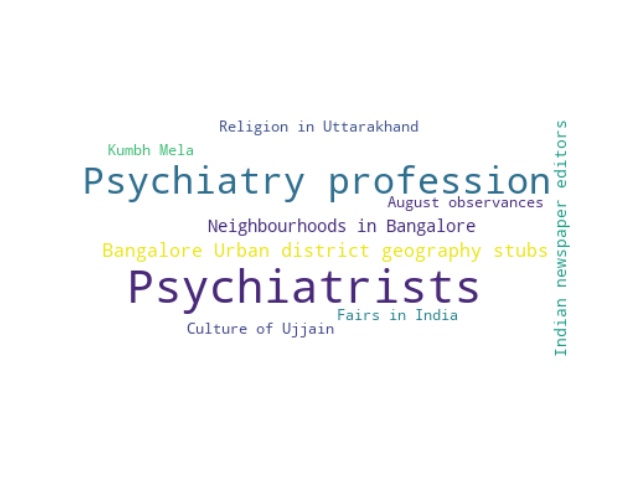 Religion in Uttarakhand
Kumbh Mela
Psychiatry profession
August observances
Neighbourhoods in Bangalore
Bangalore Urban district geography stubs
Psychiatrists
Fairs in India
Culture of Ujjain
Indian newspaper editors